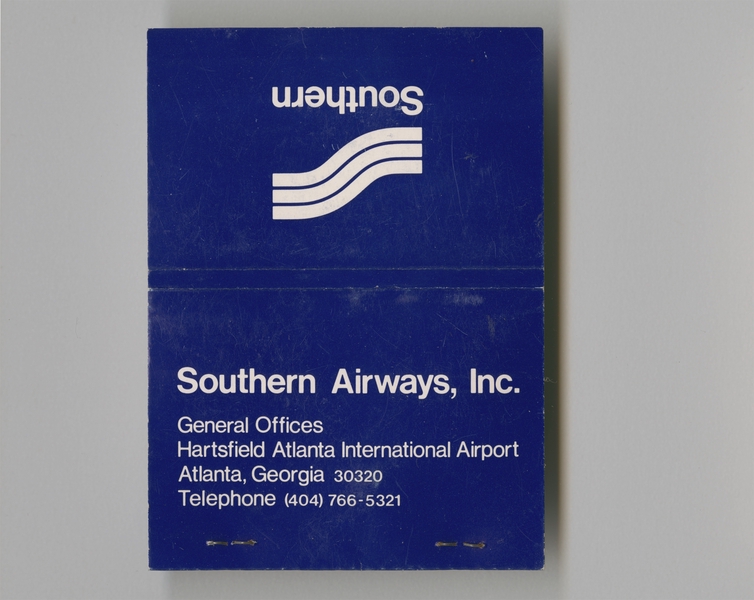 Southern
Southern Airways, Inc.
General Offices
Hartsfield Atlanta International Airport
Atlanta, Georgia 30320
Telephone (404) 766-5321